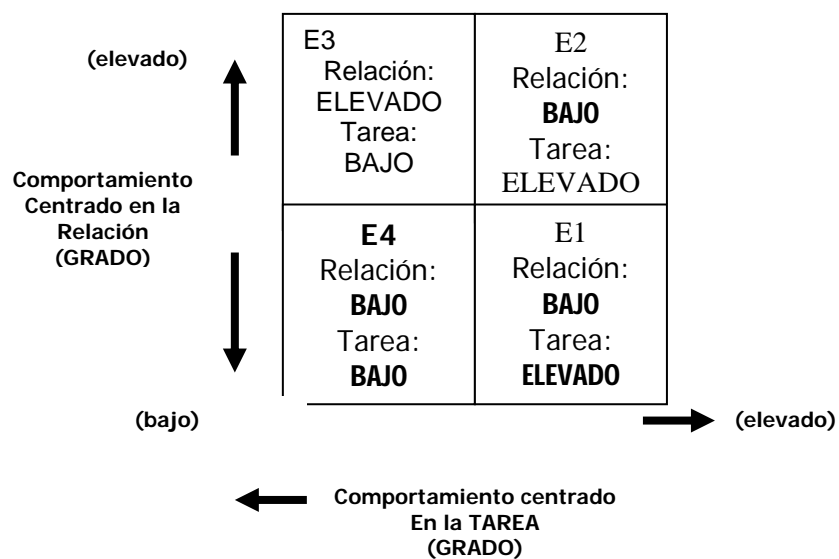 (elevado)
E3
Relación:
ELEVADO
Tarea:
BAJO
E2
Relación:
BAJO
Tarea:
ELEVADO
Comportamiento
Centrado en la
Relación
(GRADO)
E4
Relación:
BAJO
Tarea:
BAJO
E1
Relación:
BAJO
Tarea:
ELEVADO
(bajo)
(elevado)
Comportamiento centrado
En la TAREA
(GRADO)